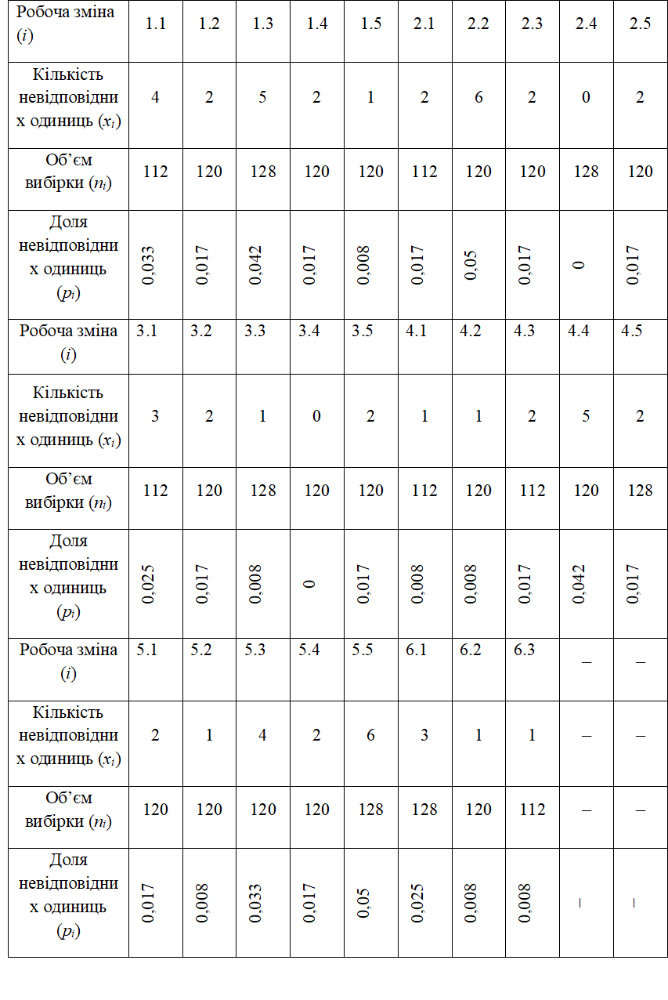 Робоча зміна (i) 1.1 1.2 1.3 1.4 1.5 2.1 2.2 2.3 2.4 2.5
Кількість
невідповідни
х одиниць (xi) 4 2 5 2 1 2 6 2 0 2
Об’єм
вибірки (ni) 112 120 128 120 120 112 120 120 128 120
Доля
невідповідни
х одиниць
(pi) 0,033 0,017 0,042 0,017 0,008 0,017 0,05 0,017 0 0,017
Робоча зміна
(i) 3.1 3.2 3.3 3.4 3.5 4.1 4.2 4.3 4.4 4.5
Кількість
невідповідни
х одиниць (xi) 3 2 1 0 2 1 1 2 5 2
Об’єм
вибірки (ni) 112 120 128 120 120 112 120 112 120 128
Доля
невідповідни
х одиниць
(pi) 0,025 0,017 0,008 0 0,017 0,008 0,008 0,017 0,042 0,017
Робоча зміна
(i) 5.1 5.2 5.3 5.4 5.5 6.1 6.2 6.3 – –
Кількість
невідповідни
х одиниць (xi) 2 1 4 2 6 3 1 1 – –
Об’єм
вибірки (ni) 120 120 120 120 128 128 120 112 – –
Доля
невідповідни
х одиниць
(pi) 0,017 0,008 0,033 0,017 0,05 0,025 0,008 0,008 – –